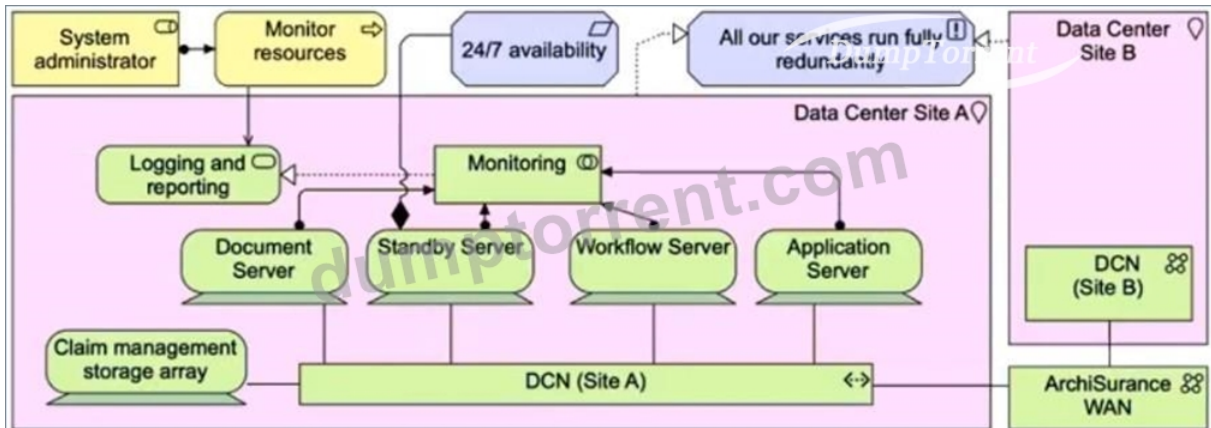 System
administrator
Monitor
resources
24/7 availability
All our services run fully
redundantly
DumpTorrent
Data Center
Site B
Data Center Site A
Logging and
reporting
Monitoring
dumptorrent.com
Document
Server
Standby Server
Workflow Server
Application
Server
DCN
(Site B)
Claim management
storage array
DCN (Site A)
ArchiSurance
WAN